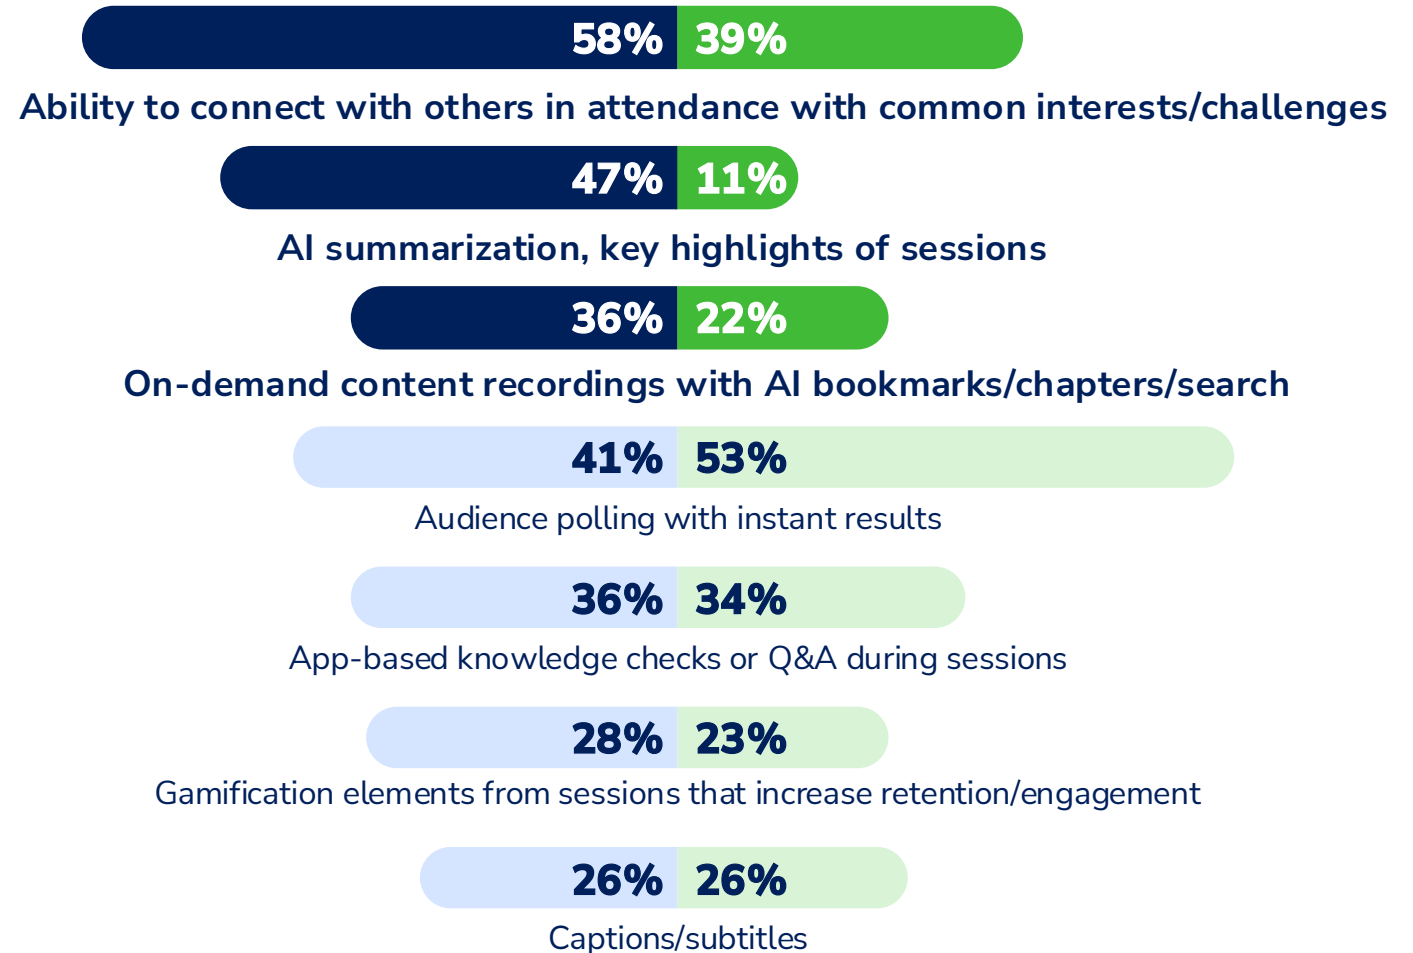 58% 39%
Ability to connect with others in attendance with common interests/challenges
47% 11%
AI summarization, key highlights of sessions
36% 22%
On-demand content recordings with AI bookmarks/chapters/search
41% 53%
Audience polling with instant results
36% 34%
App-based knowledge checks or Q&A during sessions
28% 23%
Gamification elements from sessions that increase retention/engagement
26% 26%
Captions/subtitles